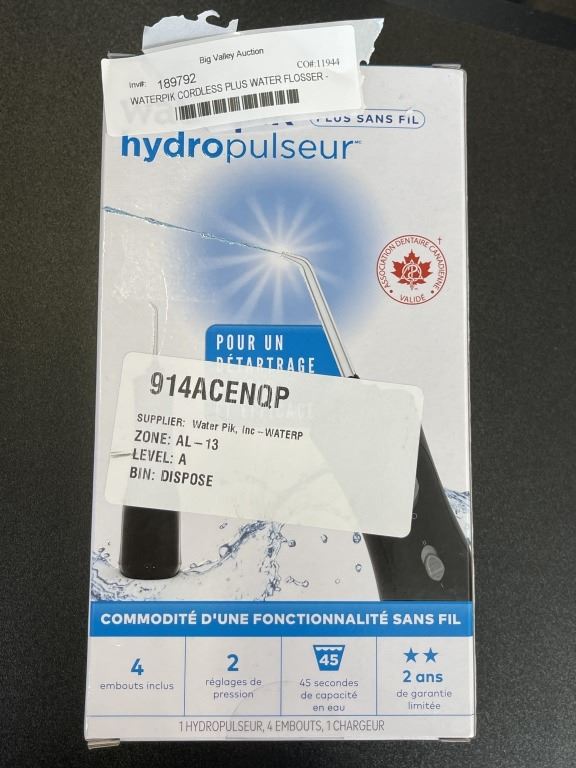 Big Valley Auction
Inv#: 189792
CO#:11944
WATERPIK CORDLESS PLUS WATER FLOSSER -
PLUS SANS FIL
hydropulseur MC
ASSOCIATION DENTAIRE CANADIENNE †
• VALIDÉ •
POUR UN
DÉTARTRAGE
914ACENQP
SUPPLIER: Water Pik, Inc -WATERP
ZONE: AL-13
LEVEL: A
BIN: DISPOSE
COMMODITÉ D'UNE FONCTIONNALITÉ SANS FIL
4
embouts inclus
2
réglages de
pression
45
45 secondes
de capacité
en eau
★★
2 ans
de garantie
limitée
1 HYDROPULSEUR, 4 EMBOUTS, 1 CHARGEUR